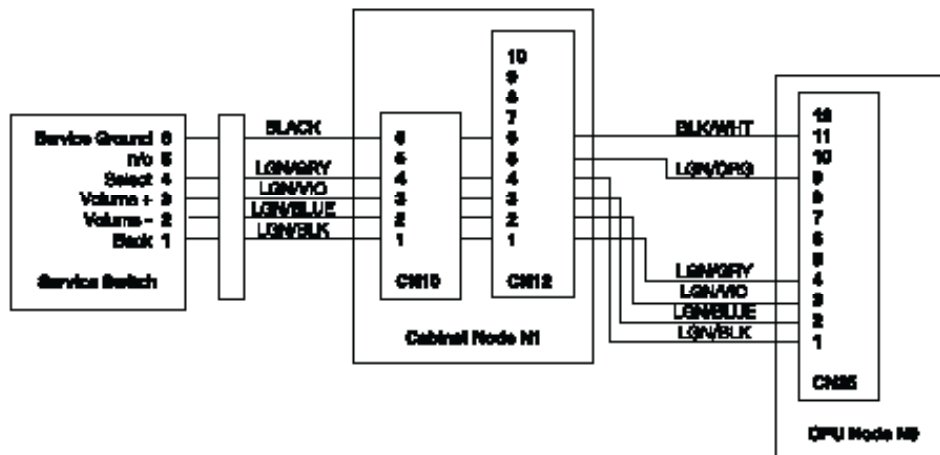 Service Ground 6
n/c 5
Select 4
Volume + 3
Volume - 2
Back 1
Service Switch
BLACK
LGN/GRY
LGN/VIO
LGN/BLUE
LGN/BLK
6
5
4
3
2
1
CN10
10
9
8
7
6
5
4
3
2
1
CN12
Cabinet Node N1
BLK/WHT
LGN/ORG
LGN/GRY
LGN/VIO
LGN/BLUE
LGN/BLK
12
11
10
9
8
7
6
5
4
3
2
1
CPU Node